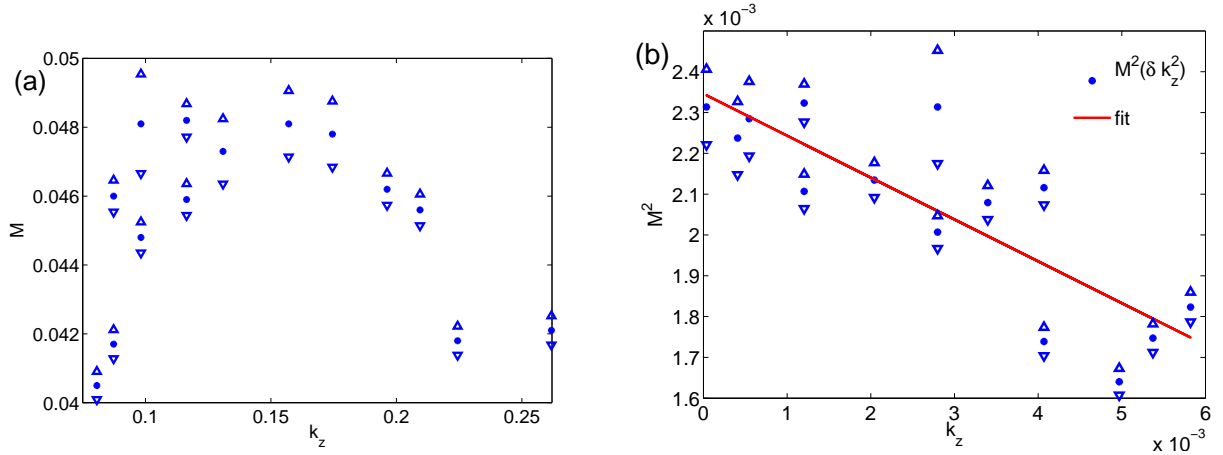 (a)
0.05
0.048
0.046
0.044
0.042
0.04
M
0.1 0.15 0.2 0.25
k_z
(b)
x 10^−3
2.4
2.3
2.2
2.1
2
1.9
1.8
1.7
1.6
M^2
0 1 2 3 4 5 6
k_z
x 10^−3
M^2(δ k_z^2)
fit